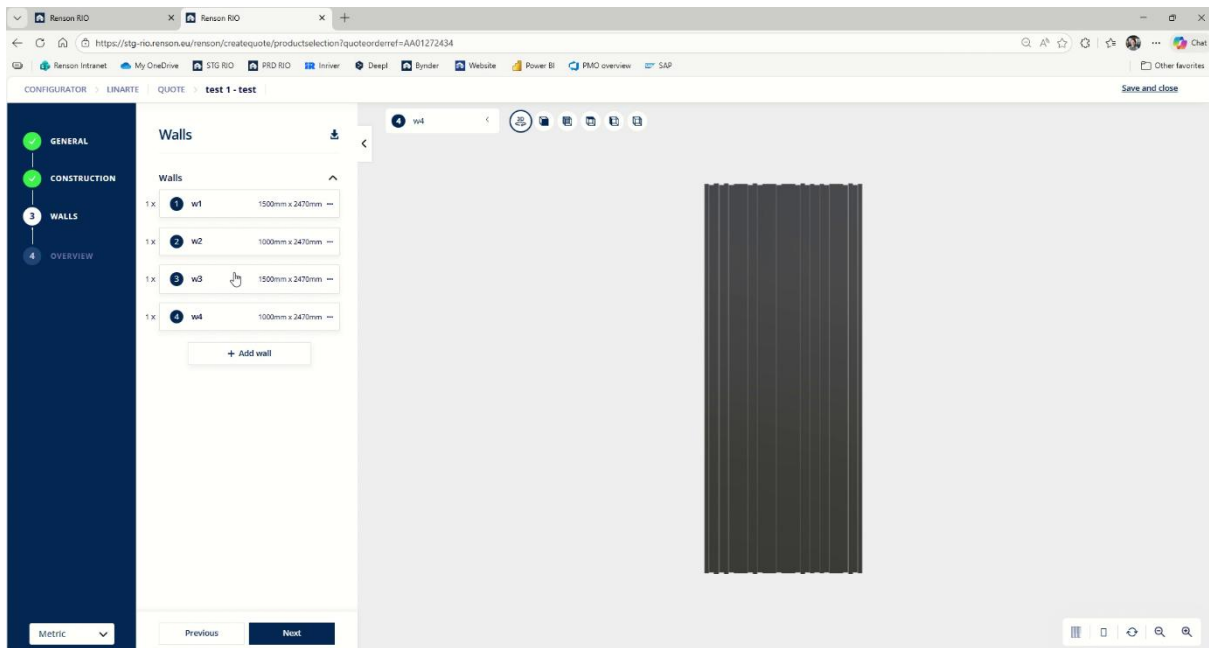 Renson RIO
Renson RIO
https://stg-rio.renson.eu/renson/createquote/productselection?quoteorderref=AA01272434
Chat
Renson Intranet My OneDrive STG RIO PRD RIO Inriver Deepl Bynder Website Power BI PMO overview SAP Other favorites
CONFIGURATOR LINARTE QUOTE test 1 - test Save and close
GENERAL
CONSTRUCTION
3 WALLS
4 OVERVIEW
Walls
Walls
1 x 1 w1 1500mm x 2470mm
1 x 2 w2 1000mm x 2470mm
1 x 3 w3 1500mm x 2470mm
1 x 4 w4 1000mm x 2470mm
+ Add wall
4 w4
3D
Metric
Previous
Next